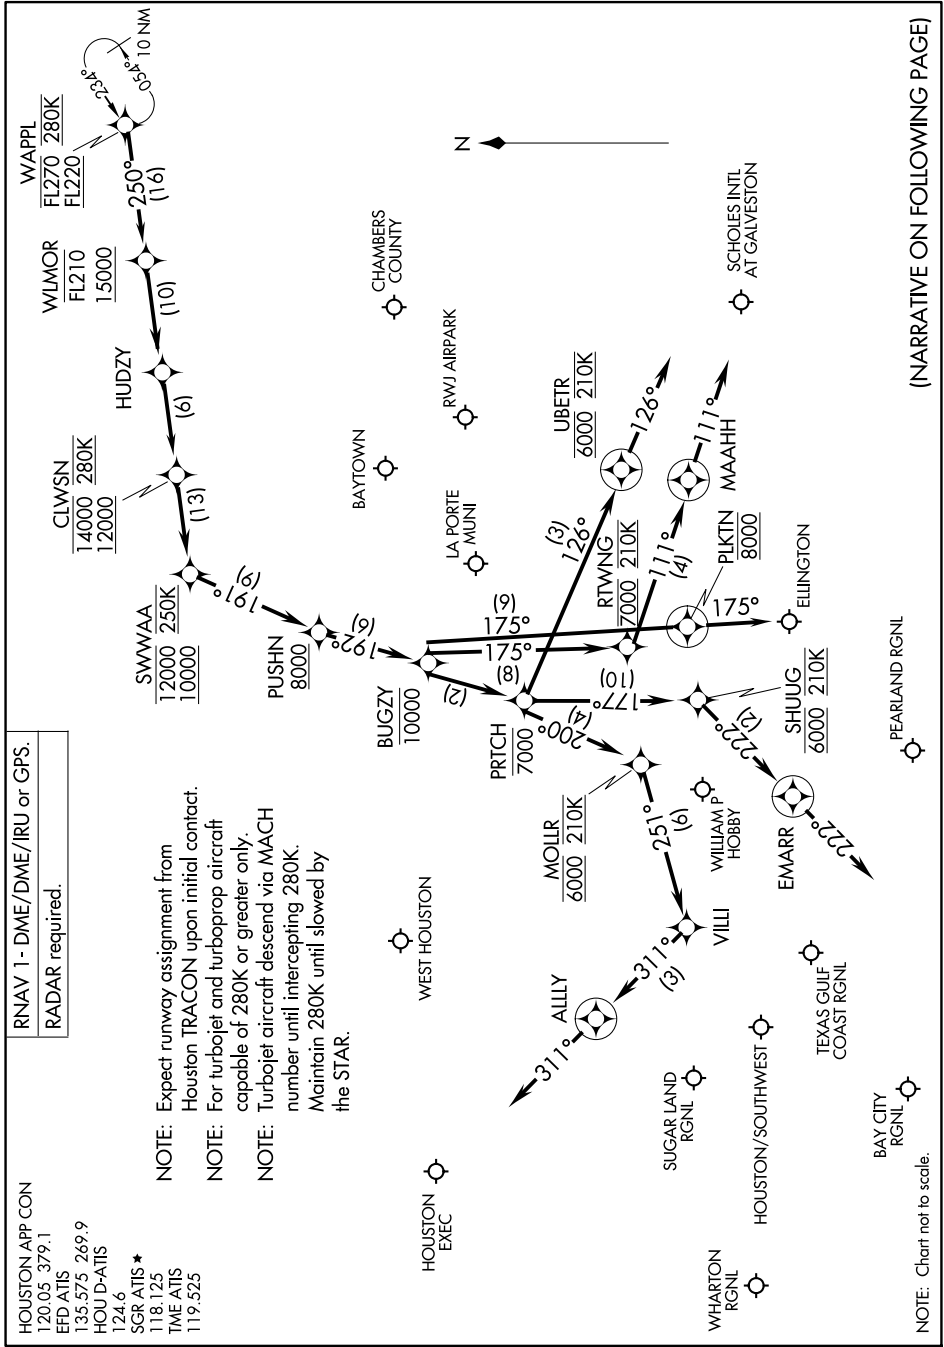 HOUSTON APP CON
120.05 379.1
EFD ATIS
135.575 269.9
HOU D-ATIS
124.6
SGR ATIS ★
118.125
TME ATIS
119.525
RNAV 1 - DME/DME/IRU or GPS.
RADAR required.
NOTE: Expect runway assignment from
Houston TRACON upon initial contact.
NOTE: For turbojet and turboprop aircraft
capable of 280K or greater only.
NOTE: Turbojet aircraft descend via MACH
number until intercepting 280K.
Maintain 280K until slowed by
the STAR.
WAPPL
FL270 280K
FL220
234°
054°
10 NM
250°
(16)
WLMOR
FL210
15000
(10)
HUDZY
(6)
CLWSN
14000 280K
12000
(13)
SWWAA
12000 250K
10000
191°
(9)
PUSHN
8000
192°
(6)
BUGZY
10000
(2)
PRTCH
7000
(8)
175°
(9)
175°
(3)
126°
UBETR
6000 210K
126°
RTWNG
7000 210K
111°
(4)
MAAHH
111°
PLKTN
8000
175°
177°
(10)
SHUUG
6000 210K
222°
(2)
EMARR
222°
200°
(4)
MOLLR
6000 210K
251°
(6)
VILLI
311°
(3)
ALLLY
311°
N
CHAMBERS
COUNTY
RWJ AIRPARK
BAYTOWN
LA PORTE
MUNI
SCHOLES INTL
AT GALVESTON
ELLINGTON
PEARLAND RGNL
WILLIAM P
HOBBY
WEST HOUSTON
HOUSTON
EXEC
SUGAR LAND
RGNL
HOUSTON/SOUTHWEST
TEXAS GULF
COAST RGNL
WHARTON
RGNL
BAY CITY
RGNL
NOTE: Chart not to scale.
(NARRATIVE ON FOLLOWING PAGE)